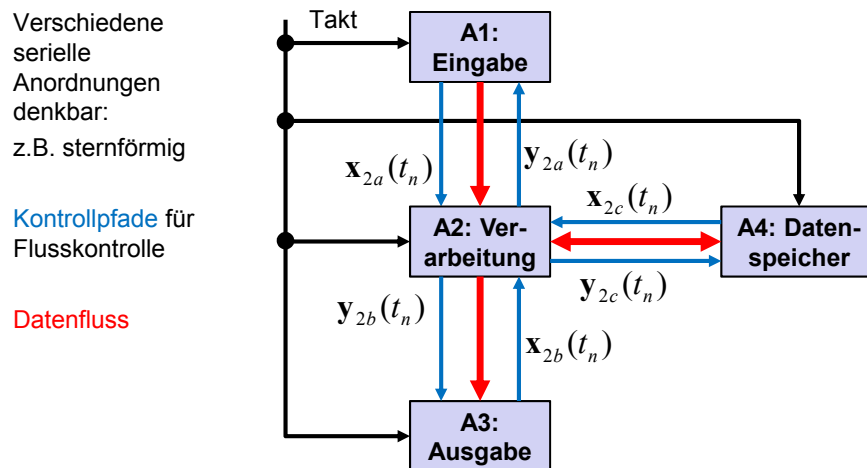 Verschiedene
serielle
Anordnungen
denkbar:
z.B. sternförmig
Kontrollpfade für
Flusskontrolle
Datenfluss
Takt
A1:
Eingabe
x₂ₐ(tₙ)
y₂ₐ(tₙ)
A2: Ver-
arbeitung
x₂c(tₙ)
y₂c(tₙ)
A4: Daten-
speicher
y₂b(tₙ)
x₂b(tₙ)
A3:
Ausgabe